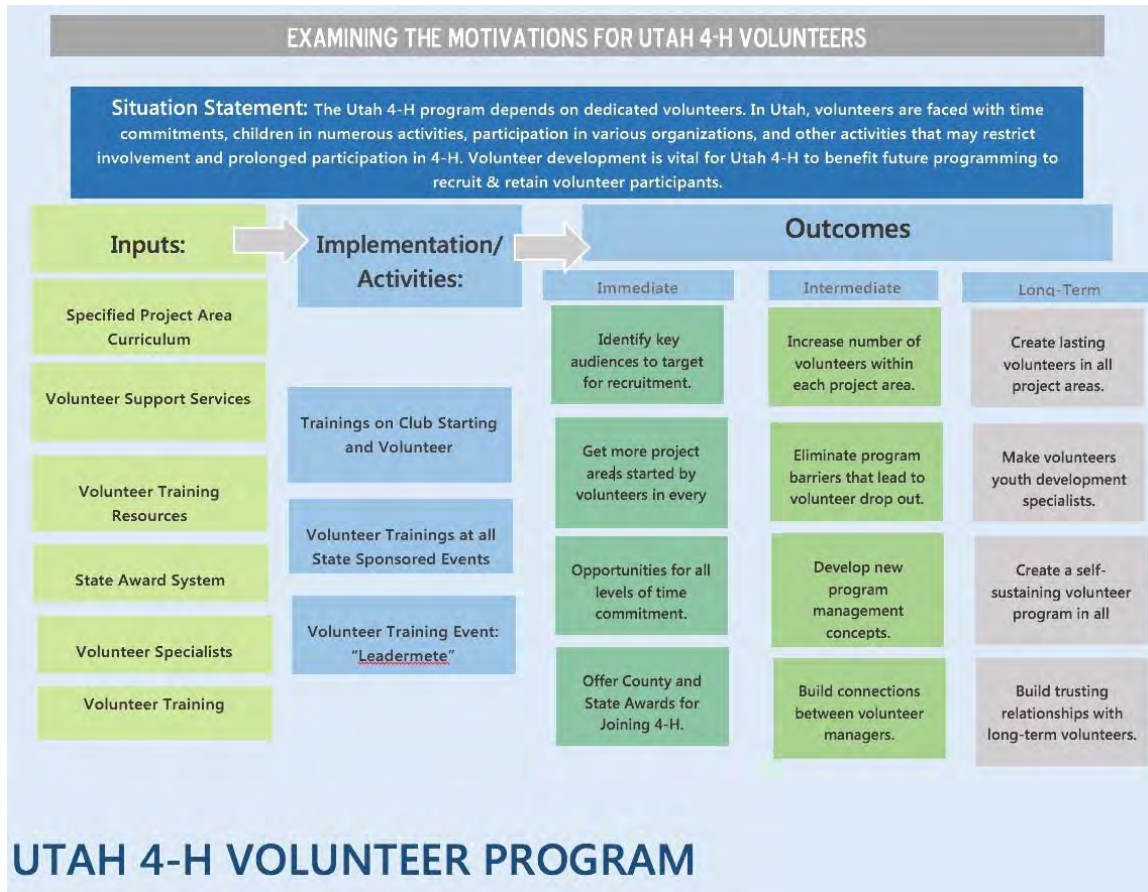 EXAMINING THE MOTIVATIONS FOR UTAH 4-H VOLUNTEERS
Situation Statement: The Utah 4-H program depends on dedicated volunteers. In Utah, volunteers are faced with time
commitments, children in numerous activities, participation in various organizations, and other activities that may restrict
involvement and prolonged participation in 4-H. Volunteer development is vital for Utah 4-H to benefit future programming to
recruit & retain volunteer participants.
Inputs:
Specified Project Area
Curriculum
Volunteer Support Services
Volunteer Training
Resources
State Award System
Volunteer Specialists
Volunteer Training
Implementation/
Activities:
Trainings on Club Starting
and Volunteer
Volunteer Trainings at all
State Sponsored Events
Volunteer Training Event:
“Leadermete”
Outcomes
Immediate
Identify key
audiences to target
for recruitment.
Get more project
areas started by
volunteers in every
Opportunities for all
levels of time
commitment.
Offer County and
State Awards for
Joining 4-H.
Intermediate
Increase number of
volunteers within
each project area.
Eliminate program
barriers that lead to
volunteer drop out.
Develop new
program
management
concepts.
Build connections
between volunteer
managers.
Long-Term
Create lasting
volunteers in all
project areas.
Make volunteers
youth development
specialists.
Create a self-
sustaining volunteer
program in all
Build trusting
relationships with
long-term volunteers.
UTAH 4-H VOLUNTEER PROGRAM